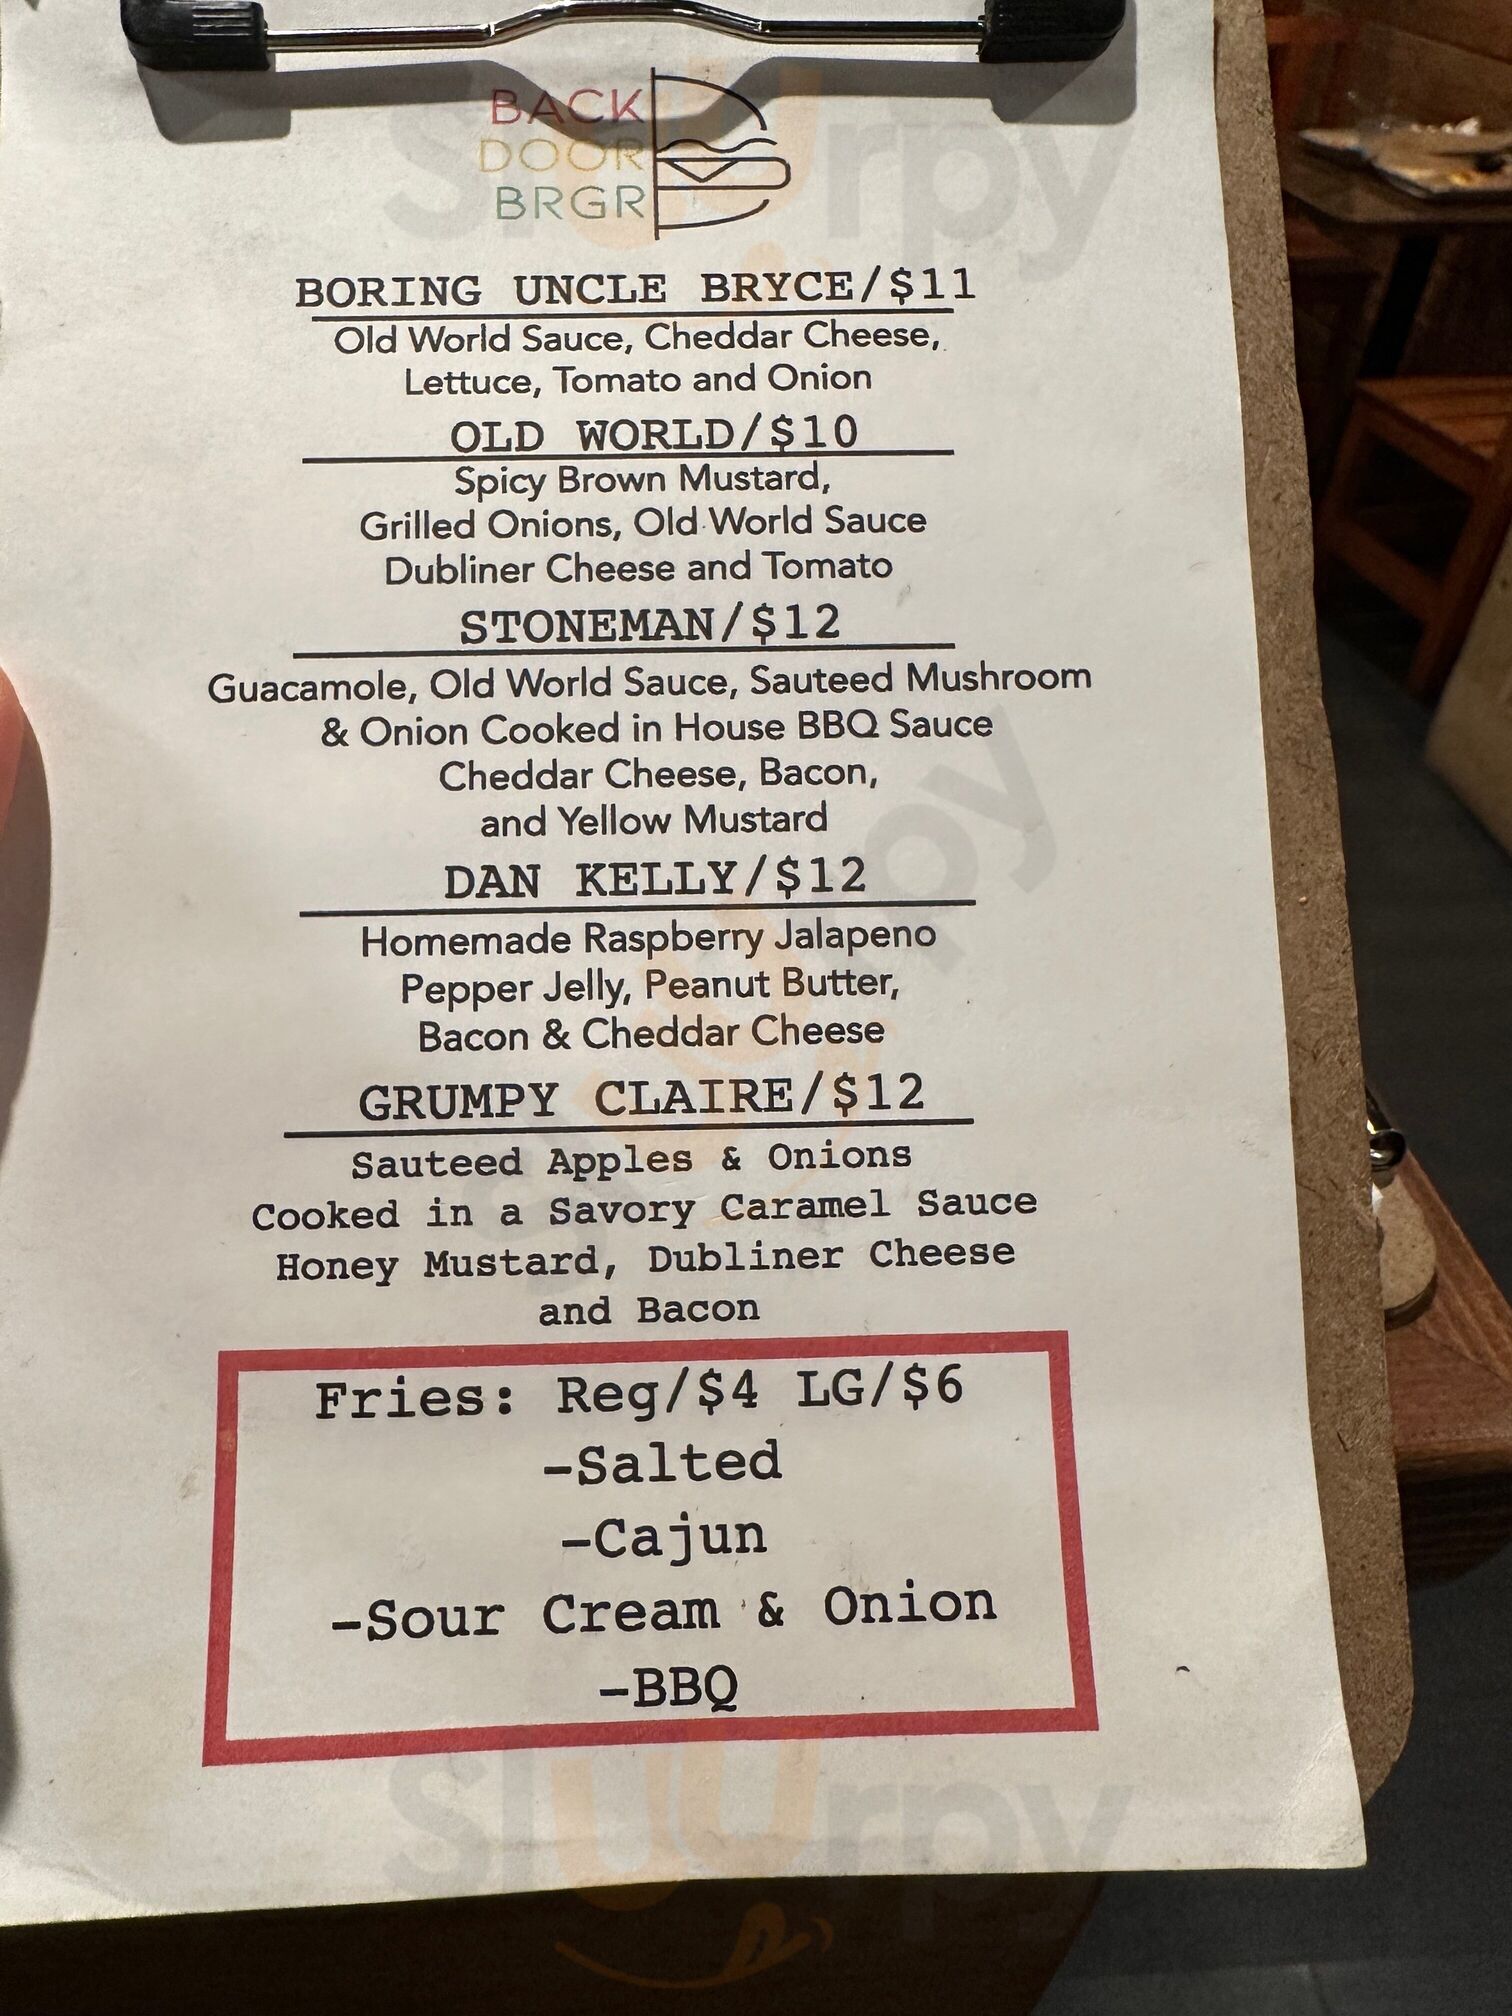 BACK
DOOR
BRGR
BORING UNCLE BRYCE/$11
Old World Sauce, Cheddar Cheese,
Lettuce, Tomato and Onion
OLD WORLD/$10
Spicy Brown Mustard,
Grilled Onions, Old World Sauce
Dubliner Cheese and Tomato
STONEMAN/$12
Guacamole, Old World Sauce, Sauteed Mushroom
& Onion Cooked in House BBQ Sauce
Cheddar Cheese, Bacon,
and Yellow Mustard
DAN KELLY/$12
Homemade Raspberry Jalapeno
Pepper Jelly, Peanut Butter,
Bacon & Cheddar Cheese
GRUMPY CLAIRE/$12
Sauteed Apples & Onions
Cooked in a Savory Caramel Sauce
Honey Mustard, Dubliner Cheese
and Bacon
Fries: Reg/$4 LG/$6
-Salted
-Cajun
-Sour Cream & Onion
-BBQ
sluurpy
sluurpy
sluurpy